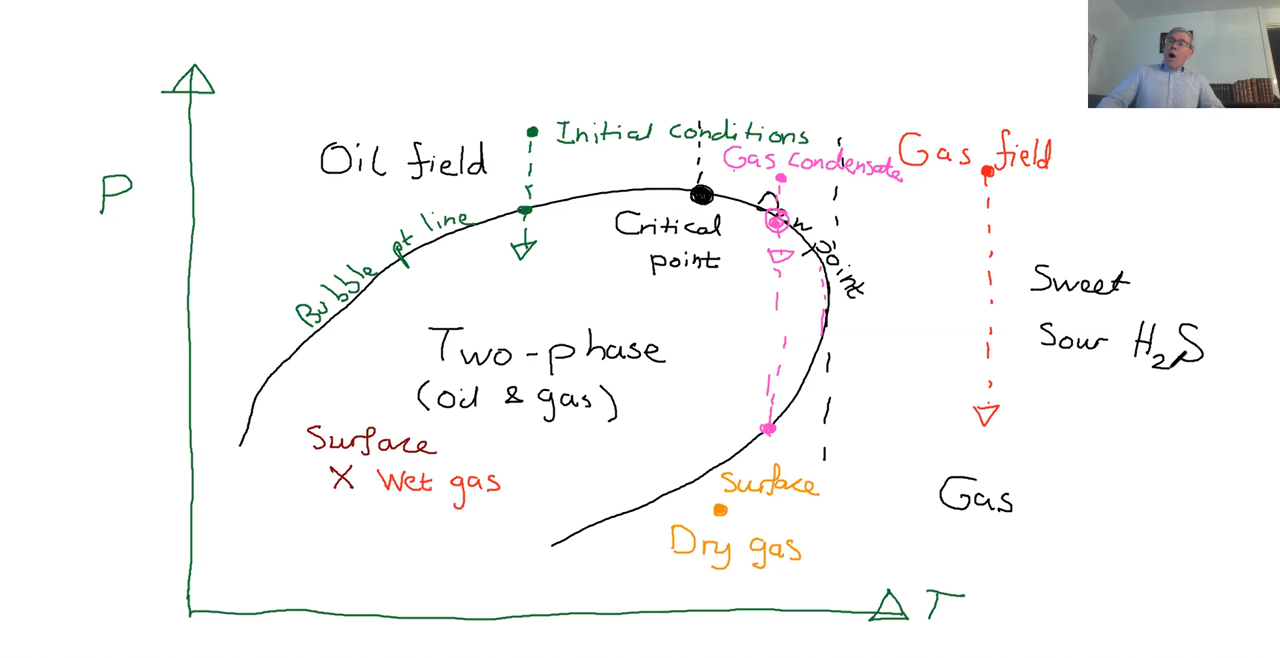 P
Oil field
Initial conditions
Gas condensate
Gas field
Bubble pt line
Critical
point
point
Two-phase
(oil & gas)
Sweet
Sour H₂S
Surface
X Wet gas
Surface
Dry gas
Gas
T